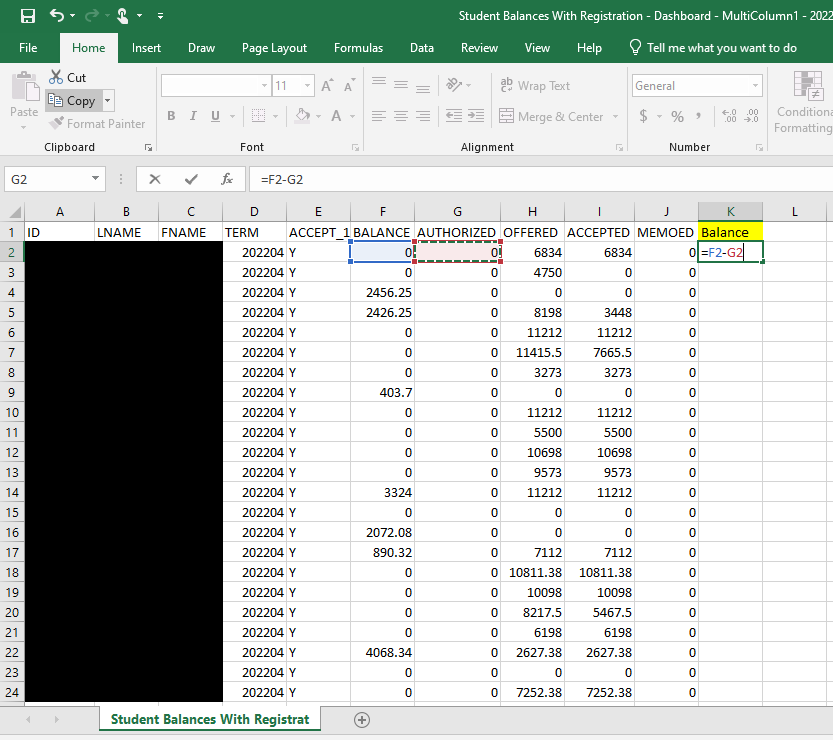 Student Balances With Registration - Dashboard - MultiColumn1 - 2022
File Home Insert Draw Page Layout Formulas Data Review View Help Tell me what you want to do
Paste Cut Copy Format Painter
11 A A Wrap Text General Conditiona
B I U A Merge & Center $ % , .00 .00 Formatting
Clipboard Font Alignment Number
G2 fx =F2-G2
A B C D E F G H I J K L
1 ID LNAME FNAME TERM ACCEPT_1 BALANCE AUTHORIZED OFFERED ACCEPTED MEMOED Balance
2 202204 Y 0 0 6834 6834 0 =F2-G2
3 202204 Y 0 0 4750 0 0
4 202204 Y 2456.25 0 0 0 0
5 202204 Y 2426.25 0 8198 3448 0
6 202204 Y 0 0 11212 11212 0
7 202204 Y 0 0 11415.5 7665.5 0
8 202204 Y 0 0 3273 3273 0
9 202204 Y 403.7 0 0 0 0
10 202204 Y 0 0 11212 11212 0
11 202204 Y 0 0 5500 5500 0
12 202204 Y 0 0 10698 10698 0
13 202204 Y 0 0 9573 9573 0
14 202204 Y 3324 0 11212 11212 0
15 202204 Y 0 0 0 0 0
16 202204 Y 2072.08 0 0 0 0
17 202204 Y 890.32 0 7112 7112 0
18 202204 Y 0 0 10811.38 10811.38 0
19 202204 Y 0 0 10098 10098 0
20 202204 Y 0 0 8217.5 5467.5 0
21 202204 Y 0 0 6198 6198 0
22 202204 Y 4068.34 0 2627.38 2627.38 0
23 202204 Y 0 0 0 0 0
24 202204 Y 0 0 7252.38 7252.38 0
Student Balances With Registrat